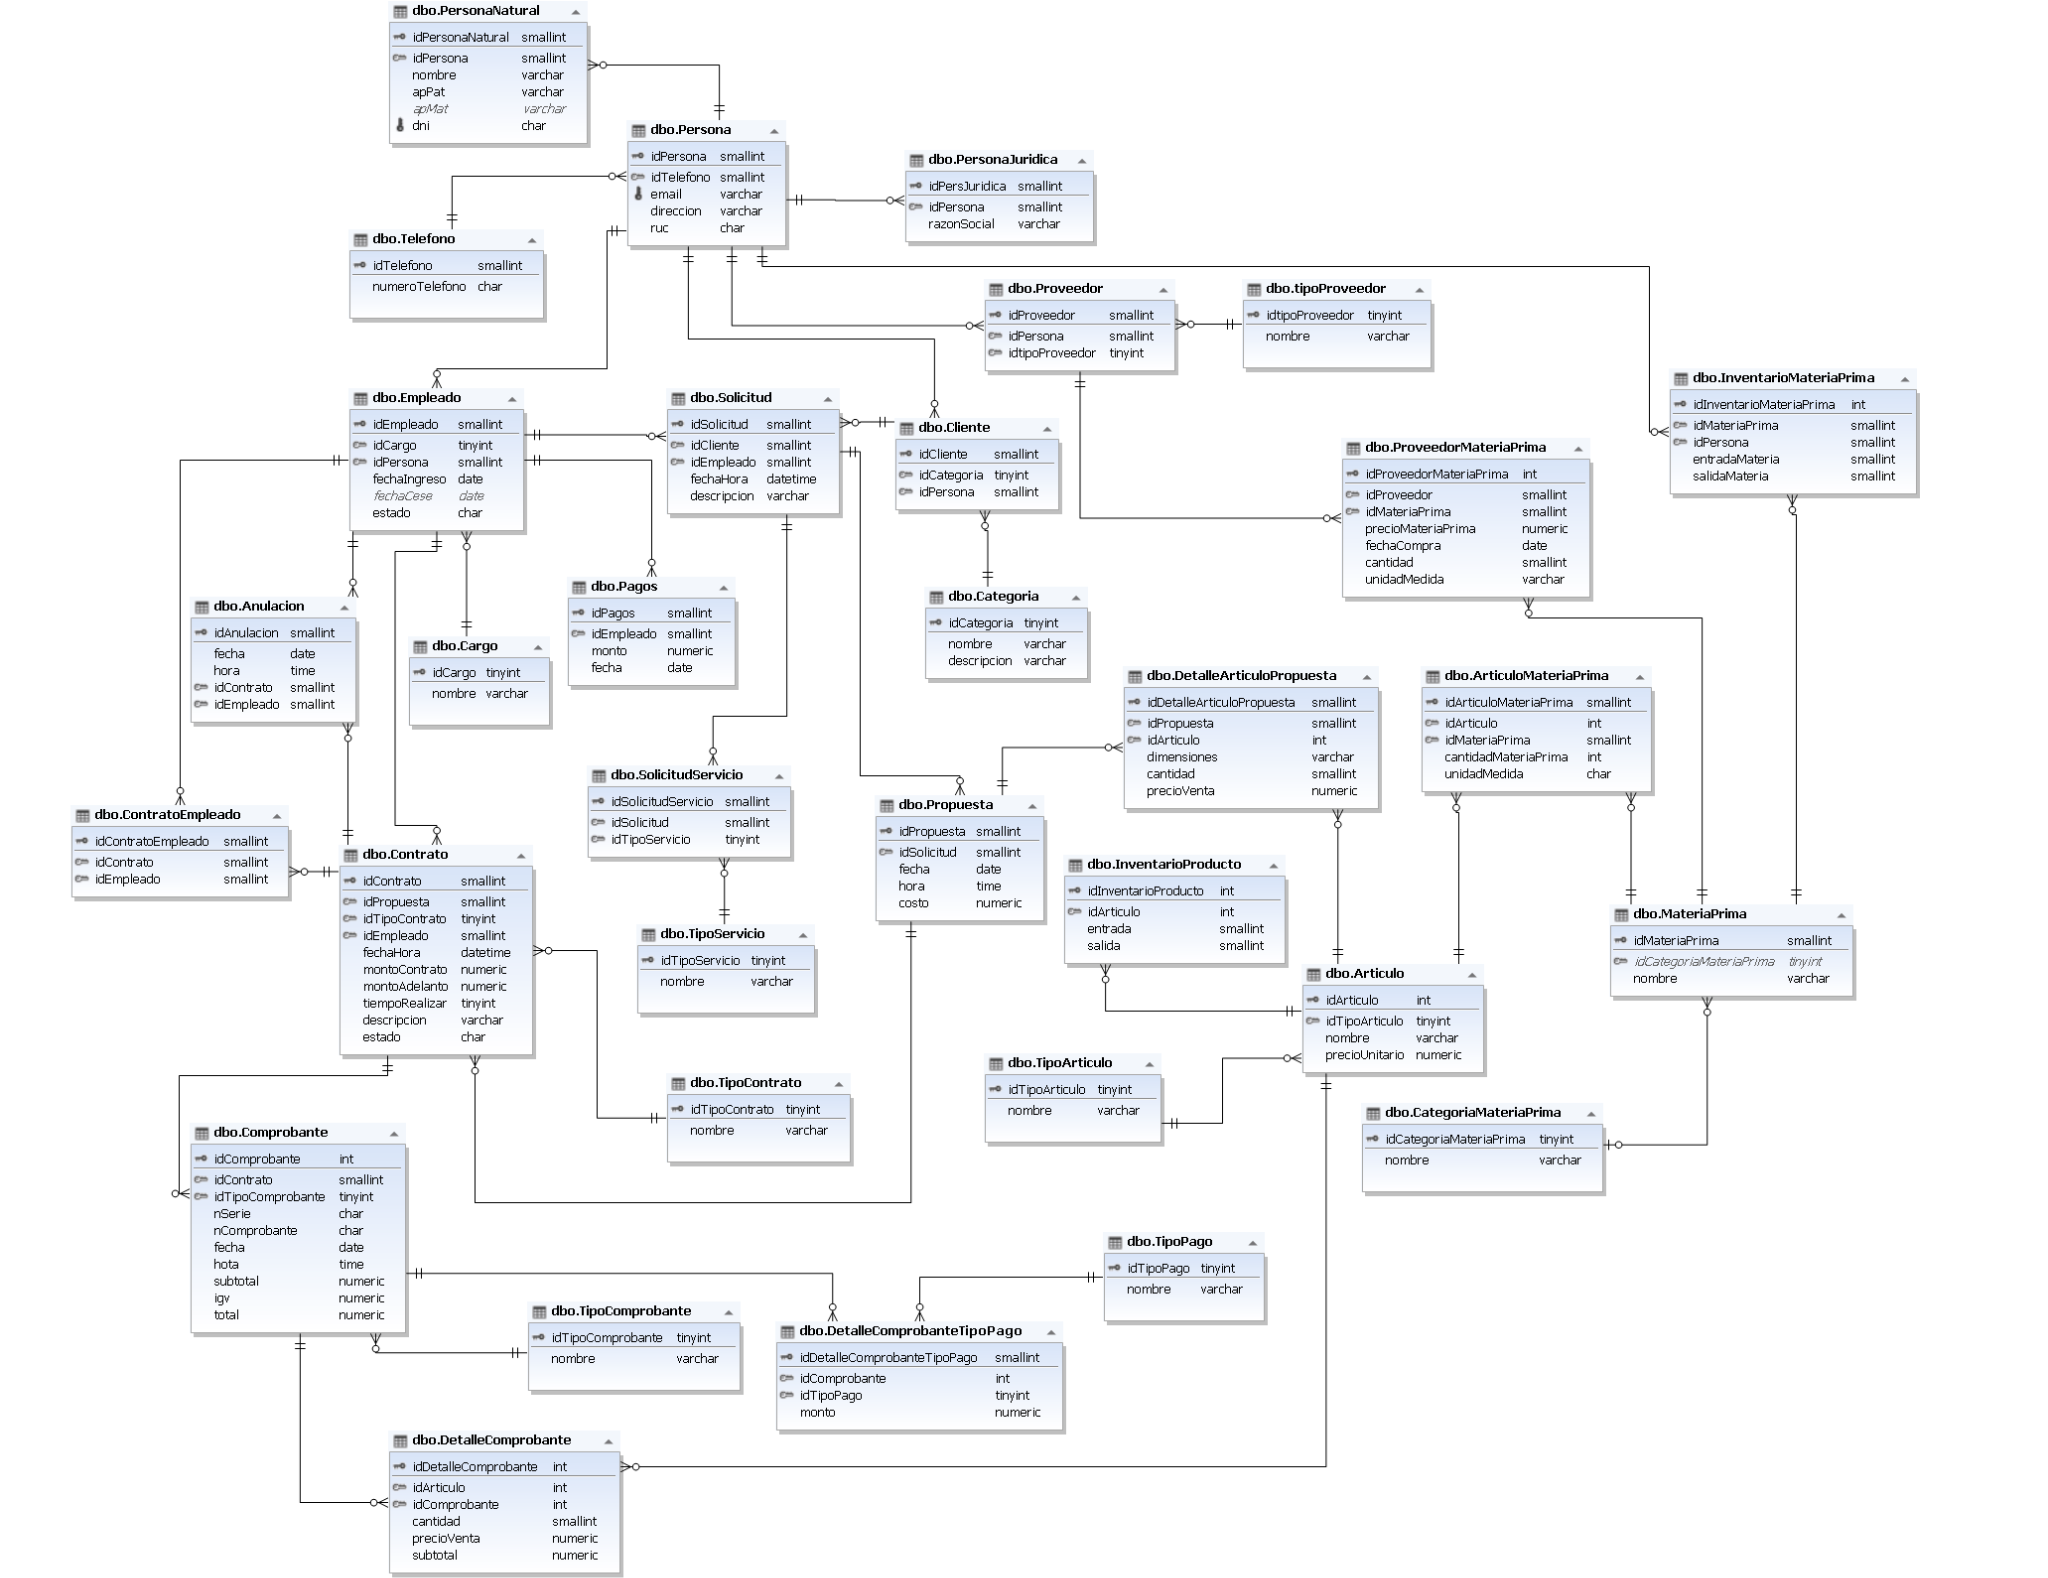 dbo.PersonaNatural
idPersonaNatural smallint
idPersona smallint
nombre varchar
apPat varchar
apMat varchar
dni char
dbo.Persona
idPersona smallint
idTelefono smallint
email varchar
direccion varchar
ruc char
dbo.PersonaJuridica
idPersJuridica smallint
idPersona smallint
razonSocial varchar
dbo.Telefono
idTelefono smallint
numeroTelefono char
dbo.Proveedor
idProveedor smallint
idPersona smallint
idtipoProveedor tinyint
dbo.tipoProveedor
idtipoProveedor tinyint
nombre varchar
dbo.InventarioMateriaPrima
idInventarioMateriaPrima int
idMateriaPrima smallint
idPersona smallint
entradaMateria smallint
salidaMateria smallint
dbo.Empleado
idEmpleado smallint
idCargo tinyint
idPersona smallint
fechaIngreso date
fechaCese date
estado char
dbo.Solicitud
idSolicitud smallint
idCliente smallint
idEmpleado smallint
fechaHora datetime
descripcion varchar
dbo.Cliente
idCliente smallint
idCategoria tinyint
idPersona smallint
dbo.ProveedorMateriaPrima
idProveedorMateriaPrima int
idProveedor smallint
idMateriaPrima smallint
precioMateriaPrima numeric
fechaCompra date
cantidad smallint
unidadMedida varchar
dbo.Anulacion
idAnulacion smallint
fecha date
hora time
idContrato smallint
idEmpleado smallint
dbo.Cargo
idCargo tinyint
nombre varchar
dbo.Pagos
idPagos smallint
idEmpleado smallint
monto numeric
fecha date
dbo.Categoria
idCategoria tinyint
nombre varchar
descripcion varchar
dbo.DetalleArticuloPropuesta
idDetalleArticuloPropuesta smallint
idPropuesta smallint
idArticulo int
dimensiones varchar
cantidad smallint
precioVenta numeric
dbo.ArticuloMateriaPrima
idArticuloMateriaPrima smallint
idArticulo int
idMateriaPrima smallint
cantidadMateriaPrima int
unidadMedida char
dbo.ContratoEmpleado
idContratoEmpleado smallint
idContrato smallint
idEmpleado smallint
dbo.SolicitudServicio
idSolicitudServicio smallint
idSolicitud smallint
idTipoServicio tinyint
dbo.Propuesta
idPropuesta smallint
idSolicitud smallint
fecha date
hora time
costo numeric
dbo.Contrato
idContrato smallint
idPropuesta smallint
idTipoContrato tinyint
idEmpleado smallint
fechaHora datetime
montoContrato numeric
montoAdelanto numeric
tiempoRealizar tinyint
descripcion varchar
estado char
dbo.InventarioProducto
idInventarioProducto int
idArticulo int
entrada smallint
salida smallint
dbo.TipoServicio
idTipoServicio tinyint
nombre varchar
dbo.MateriaPrima
idMateriaPrima smallint
idCategoriaMateriaPrima tinyint
nombre varchar
dbo.Articulo
idArticulo int
idTipoArticulo tinyint
nombre varchar
precioUnitario numeric
dbo.TipoArticulo
idTipoArticulo tinyint
nombre varchar
dbo.TipoContrato
idTipoContrato tinyint
nombre varchar
dbo.CategoriaMateriaPrima
idCategoriaMateriaPrima tinyint
nombre varchar
dbo.Comprobante
idComprobante int
idContrato smallint
idTipoComprobante tinyint
nSerie char
nComprobante char
fecha date
hota time
subtotal numeric
igv numeric
total numeric
dbo.TipoPago
idTipoPago tinyint
nombre varchar
dbo.TipoComprobante
idTipoComprobante tinyint
nombre varchar
dbo.DetalleComprobanteTipoPago
idDetalleComprobanteTipoPago smallint
idComprobante int
idTipoPago tinyint
monto numeric
dbo.DetalleComprobante
idDetalleComprobante int
idArticulo int
idComprobante int
cantidad smallint
precioVenta numeric
subtotal numeric